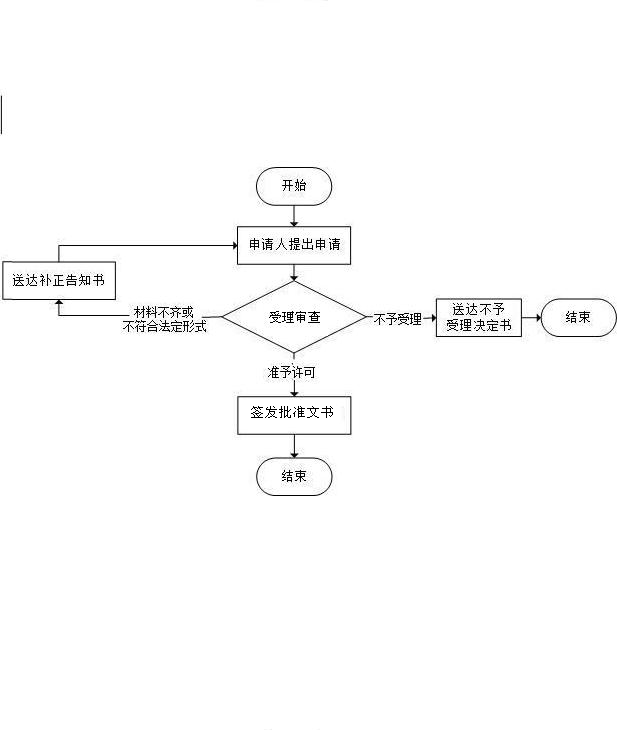 开始
申请人提出申请
送达补正告知书
材料不齐或
不符合法定形式
受理审查
不予受理
送达不予
受理决定书
结束
准予许可
签发批准文书
结束